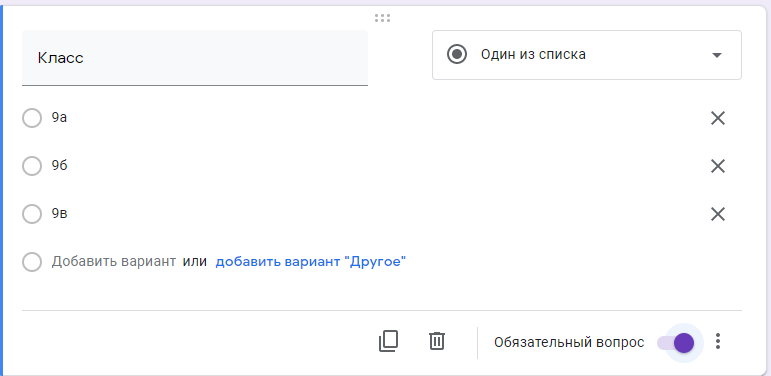 Класс
Один из списка
9а
9б
9в
Добавить вариант или добавить вариант "Другое"
Обязательный вопрос